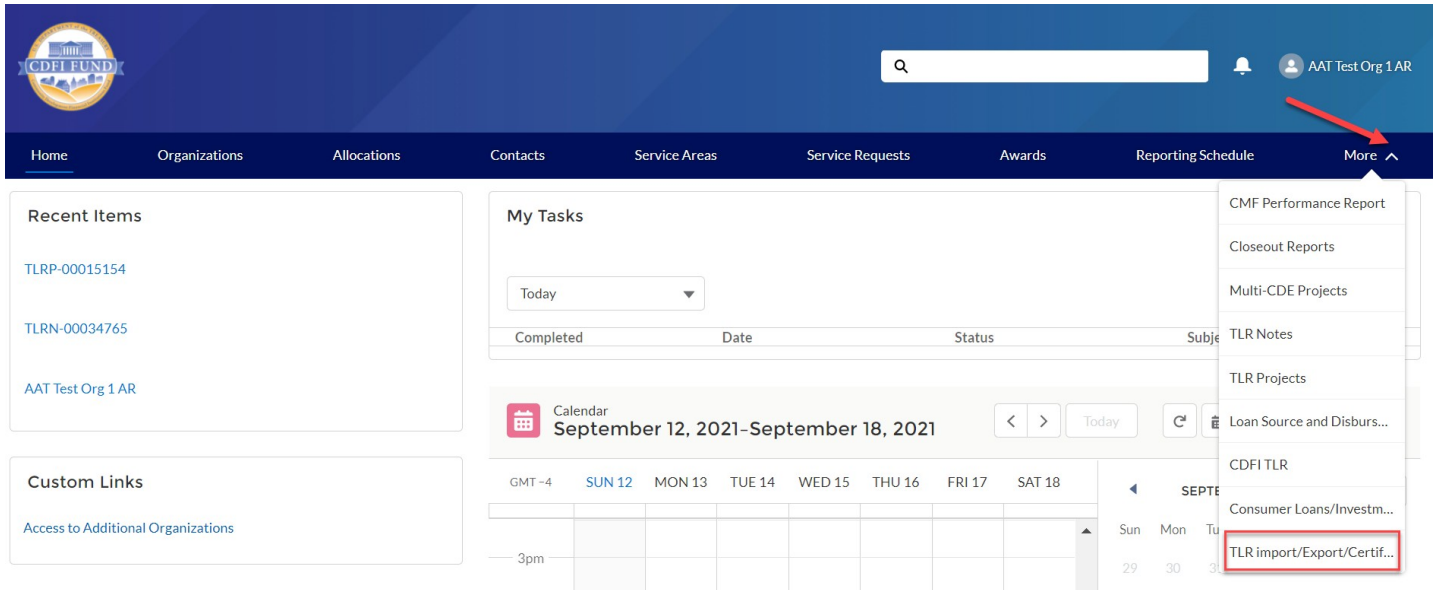 CDFI FUND
AAT Test Org 1 AR
Home Organizations Allocations Contacts Service Areas Service Requests Awards Reporting Schedule More
Recent Items
TLRP-00015154
TLRN-00034765
AAT Test Org 1 AR
Custom Links
Access to Additional Organizations
My Tasks
Today
Completed Date Status Subje
Calendar
September 12, 2021–September 18, 2021
Today
GMT −4 SUN 12 MON 13 TUE 14 WED 15 THU 16 FRI 17 SAT 18
3pm
SEPTE
Sun Mon Tu
29 30 3
CMF Performance Report
Closeout Reports
Multi-CDE Projects
TLR Notes
TLR Projects
Loan Source and Disburs...
CDFI TLR
Consumer Loans/Investm...
TLR import/Export/Certif...